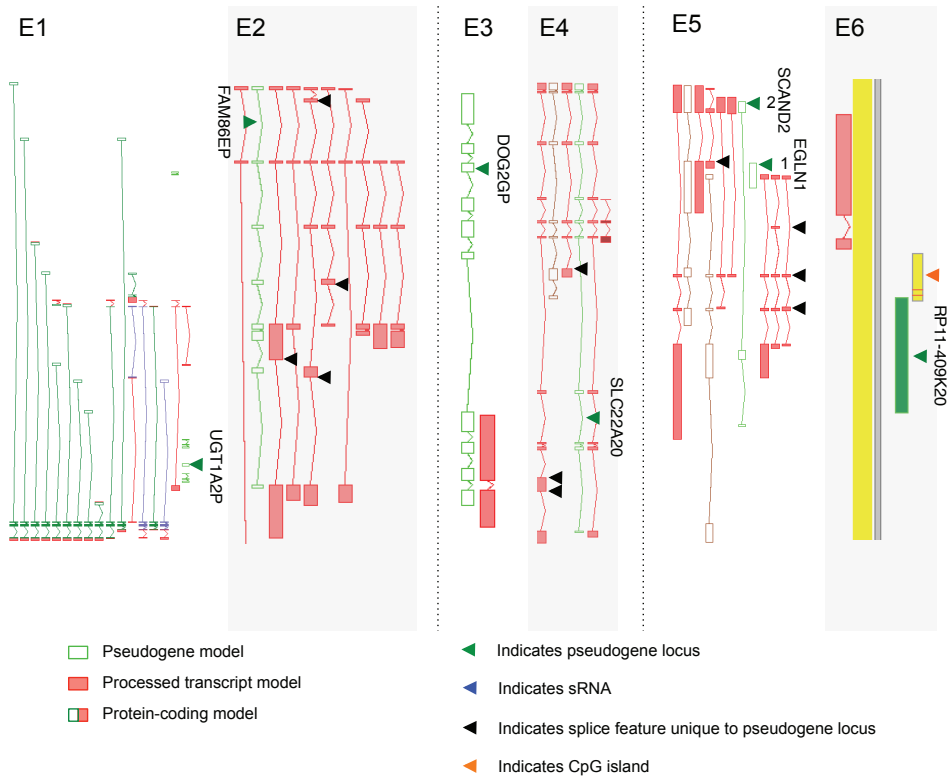 E1
E2
E3
E4
E5
E6
FAM86EP
UGT1A2P
DOG2GP
SLC22A20
SCAND2
2
1
EGLN1
RP11-409K20
Pseudogene model
Processed transcript model
Protein-coding model
Indicates pseudogene locus
Indicates sRNA
Indicates splice feature unique to pseudogene locus
Indicates CpG island